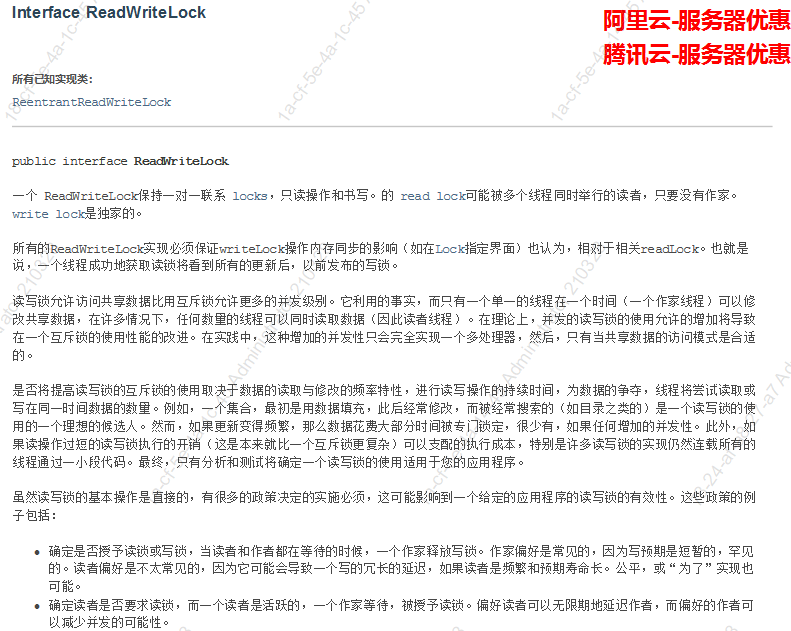 Interface ReadWriteLock
阿里云-服务器优惠
腾讯云-服务器优惠
所有已知实现类:
ReentrantReadWriteLock
public interface ReadWriteLock
一个 ReadWriteLock保持一对一联系 locks，只读操作和书写。的 read lock可能被多个线程同时举行的读者，只要没有作家。
write lock是独家的。
所有的ReadWriteLock实现必须保证writeLock操作内存同步的影响（如在Lock指定界面）也认为，相对于相关readLock。也就是
说，一个线程成功地获取读锁将看到所有的更新后，以前发布的写锁。
读写锁允许访问共享数据比用互斥锁允许更多的并发级别。它利用的事实，而只有一个单一的线程在一个时间（一个作家线程）可以修
改共享数据，在许多情况下，任何数量的线程可以同时读取数据（因此读者线程）。在理论上，并发的读写锁的使用允许的增加将导致
在一个互斥锁的使用性能的改进。在实践中，这种增加的并发性只会完全实现一个多处理器，然后，只有当共享数据的访问模式是合适
的。
是否将提高读写锁的互斥锁的使用取决于数据的读取与修改的频率特性，进行读写操作的持续时间，为数据的争夺，线程将尝试读取或
写在同一时间数据的数量。例如，一个集合，最初是用数据填充，此后经常修改，而被经常搜索的（如目录之类的）是一个读写锁的使
用的一个理想的候选人。然而，如果更新变得频繁，那么数据花费大部分时间被专门锁定，很少有，如果任何增加的并发性。此外，如
果读操作过短的读写锁执行的开销（这是本来就比一个互斥锁更复杂）可以支配的执行成本，特别是许多读写锁的实现仍然连载所有的
线程通过一小段代码。最终，只有分析和测试将确定一个读写锁的使用适用于您的应用程序。
虽然读写锁的基本操作是直接的，有很多的政策决定的实施必须，这可能影响到一个给定的应用程序的读写锁的有效性。这些政策的例
子包括：
• 确定是否授予读锁或写锁，当读者和作者都在等待的时候，一个作家释放写锁。作家偏好是常见的，因为写预期是短暂的，罕见
的。读者偏好是不太常见的，因为它可能会导致一个写的冗长的延迟，如果读者是频繁和预期寿命长。公平，或“为了”实现也
可能。
• 确定读者是否要求读锁，而一个读者是活跃的，一个作家等待，被授予读锁。偏好读者可以无限期地延迟作者，而偏好的作者可
以减少并发的可能性。